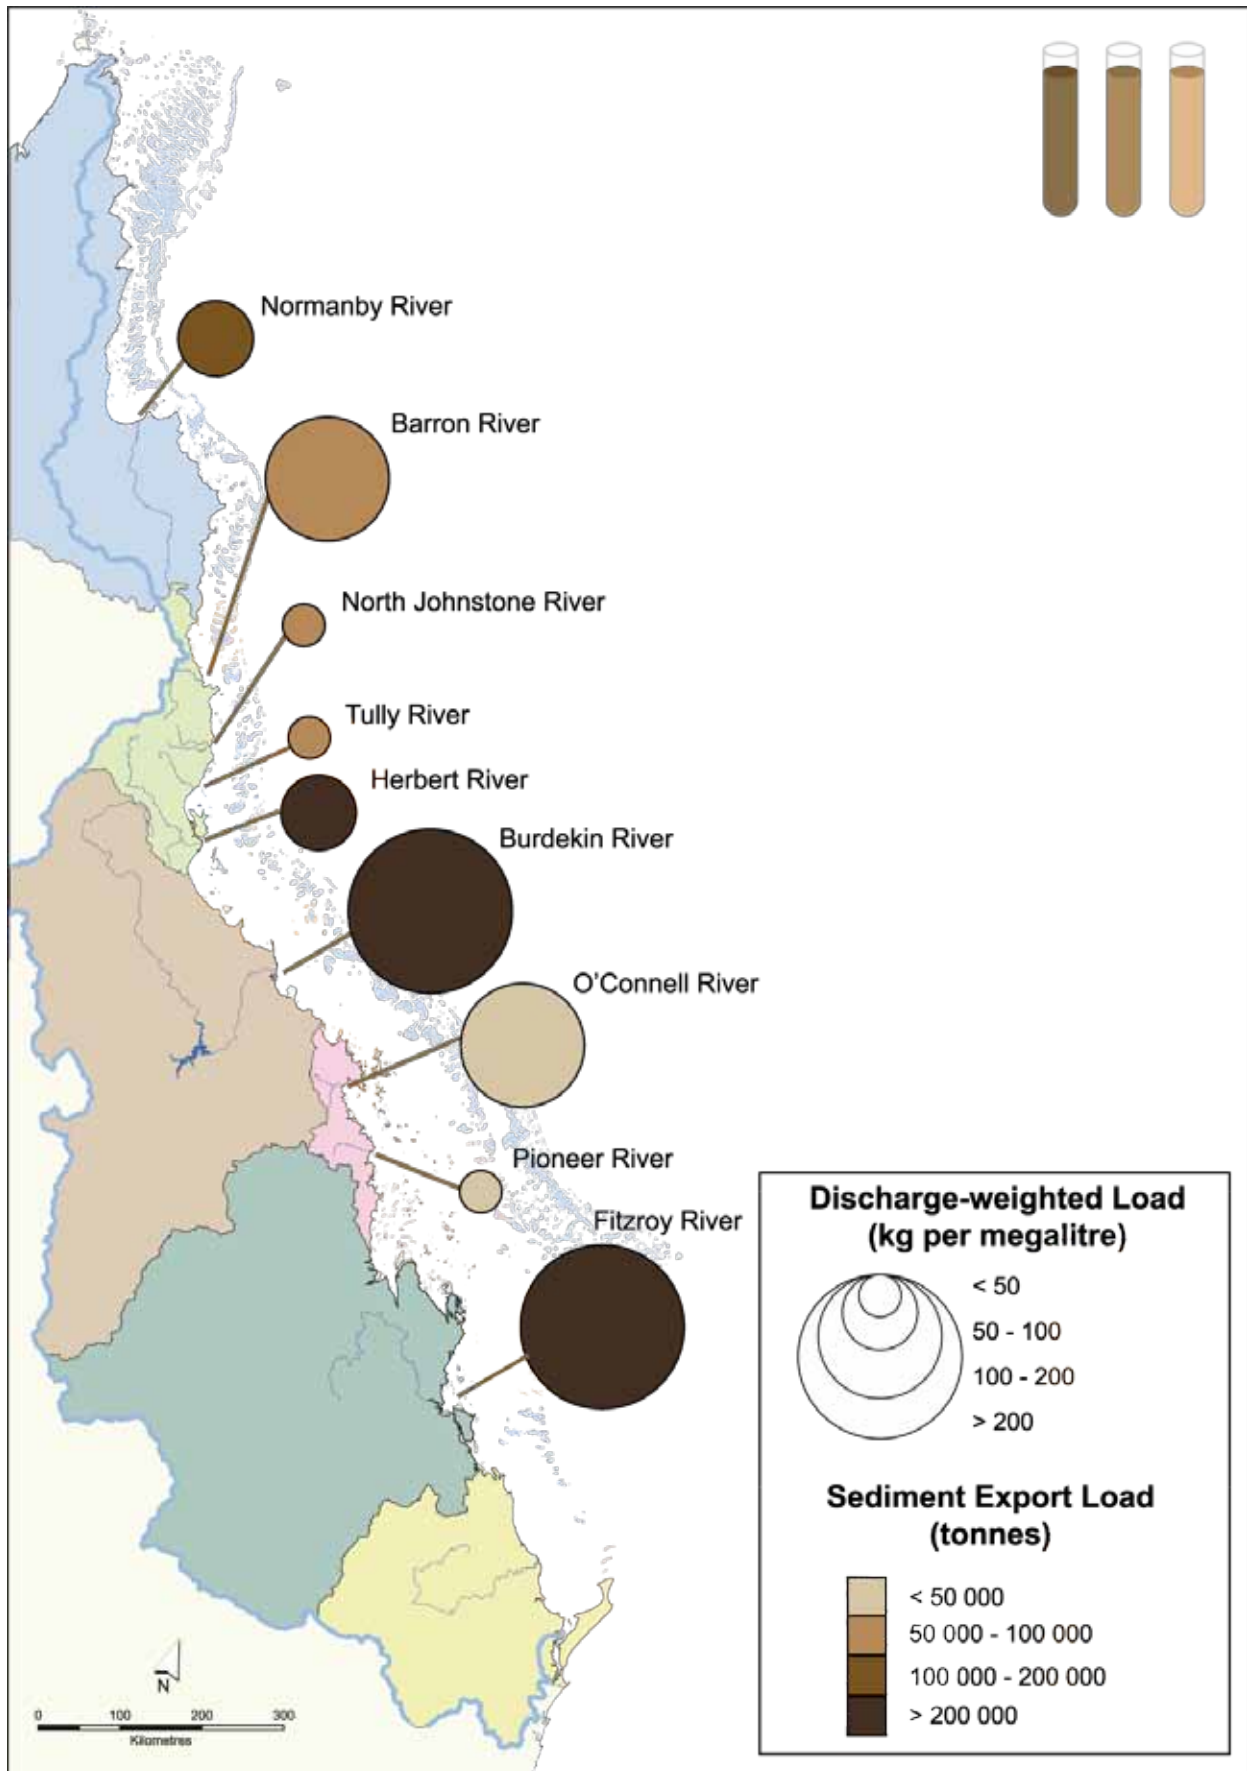 Normanby River
Barron River
North Johnstone River
Tully River
Herbert River
Burdekin River
O'Connell River
Pioneer River
Fitzroy River
Discharge-weighted Load
(kg per megalitre)
< 50
50 - 100
100 - 200
> 200
Sediment Export Load
(tonnes)
< 50 000
50 000 - 100 000
100 000 - 200 000
> 200 000
N
0 100 200 300
Kilometres